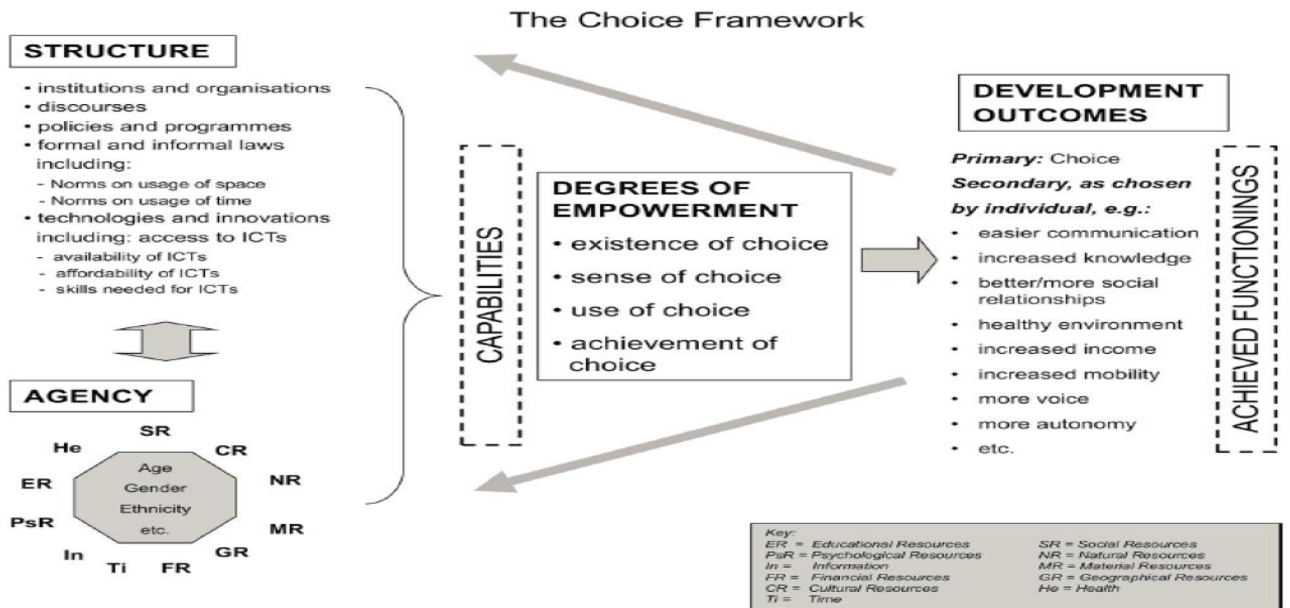 The Choice Framework
STRUCTURE
• institutions and organisations
• discourses
• policies and programmes
• formal and informal laws
including:
- Norms on usage of space
- Norms on usage of time
• technologies and innovations
including: access to ICTs
- availability of ICTs
- affordability of ICTs
- skills needed for ICTs
AGENCY
SR
He
CR
ER
NR
PsR
MR
In
GR
Ti
FR
Age
Gender
Ethnicity
etc.
CAPABILITIES
DEGREES OF
EMPOWERMENT
• existence of choice
• sense of choice
• use of choice
• achievement of
choice
DEVELOPMENT
OUTCOMES
Primary: Choice
Secondary, as chosen
by individual, e.g.:
• easier communication
• increased knowledge
• better/more social
relationships
• healthy environment
• increased income
• increased mobility
• more voice
• more autonomy
• etc.
ACHIEVED FUNCTIONINGS
Key:
ER = Educational Resources
PsR = Psychological Resources
In = Information
FR = Financial Resources
CR = Cultural Resources
Ti = Time
SR = Social Resources
NR = Natural Resources
MR = Material Resources
GR = Geographical Resources
He = Health